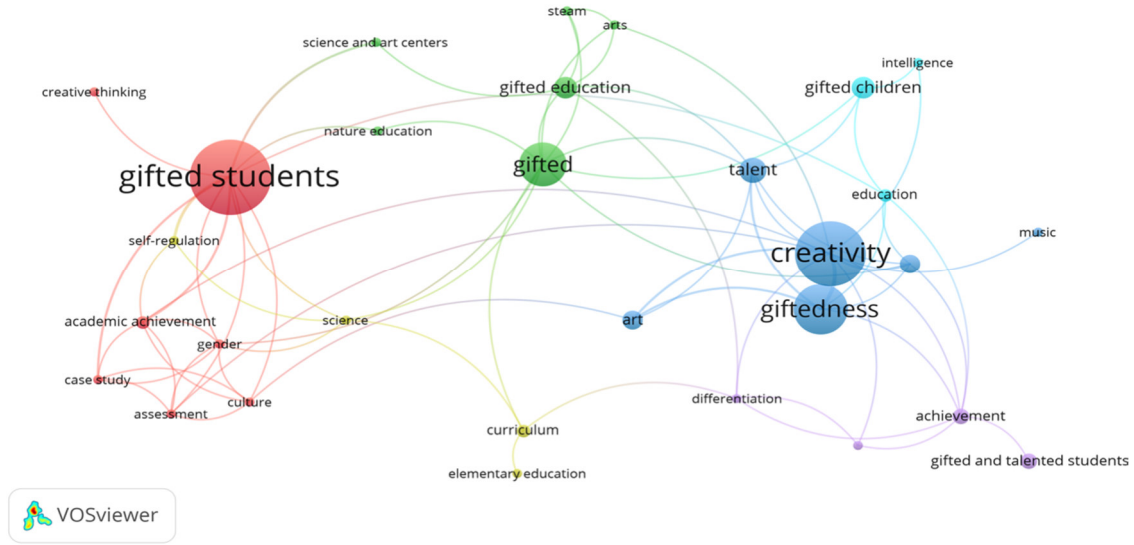 steam
arts
science and art centers
intelligence
gifted education
gifted children
creative thinking
nature education
gifted
talent
gifted students
education
music
self-regulation
creativity
giftedness
academic achievement
science
art
gender
case study
culture
differentiation
assessment
achievement
curriculum
gifted and talented students
elementary education
VOSviewer